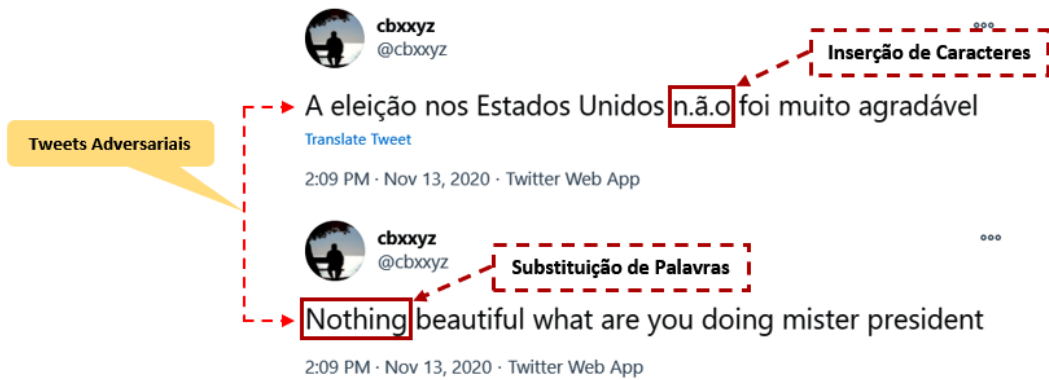 cbxxyz
@cbxxyz
Inserção de Caracteres
A eleição nos Estados Unidos n.ã.o foi muito agradável
Translate Tweet
Tweets Adversariais
2:09 PM · Nov 13, 2020 · Twitter Web App
cbxxyz
@cbxxyz
Substituição de Palavras
Nothing beautiful what are you doing mister president
2:09 PM · Nov 13, 2020 · Twitter Web App